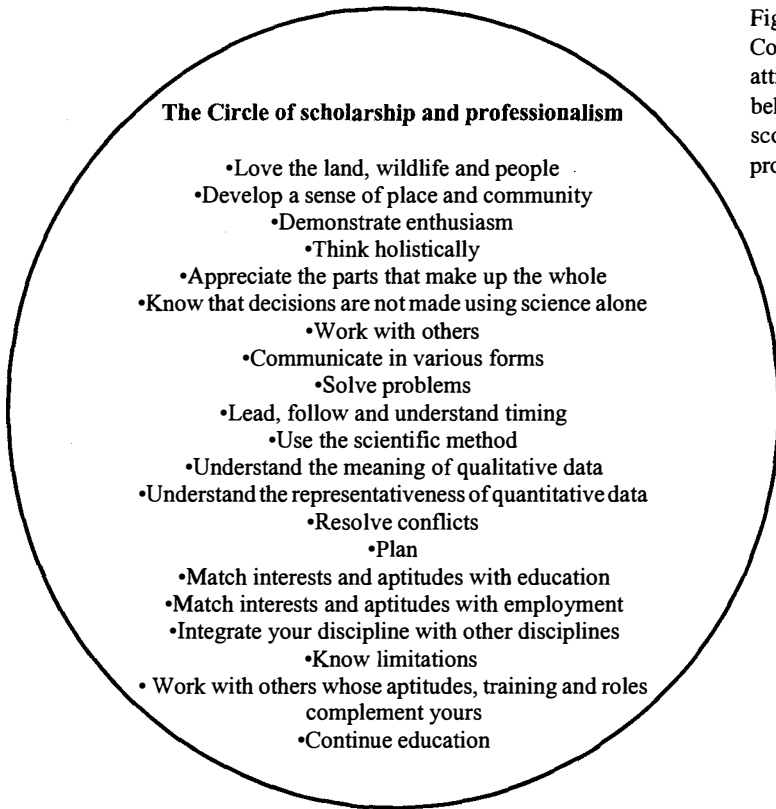 The Circle of scholarship and professionalism
•Love the land, wildlife and people
•Develop a sense of place and community
•Demonstrate enthusiasm
•Think holistically
•Appreciate the parts that make up the whole
•Know that decisions are not made using science alone
•Work with others
•Communicate in various forms
•Solve problems
•Lead, follow and understand timing
•Use the scientific method
•Understand the meaning of qualitative data
•Understand the representativeness of quantitative data
•Resolve conflicts
•Plan
•Match interests and aptitudes with education
•Match interests and aptitudes with employment
•Integrate your discipline with other disciplines
•Know limitations
• Work with others whose aptitudes, training and roles
complement yours
•Continue education